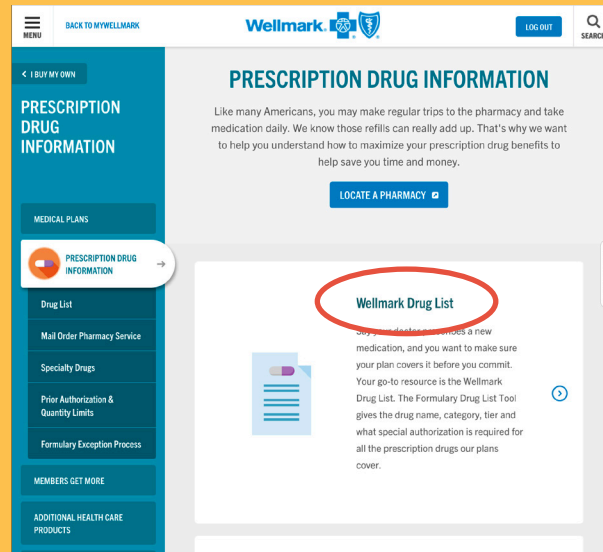 MENU
BACK TO MYWELLMARK
Wellmark.
LOG OUT
SEARCH
< I BUY MY OWN
PRESCRIPTION
DRUG
INFORMATION
MEDICAL PLANS
PRESCRIPTION DRUG
INFORMATION
Drug List
Mail Order Pharmacy Service
Specialty Drugs
Prior Authorization &
Quantity Limits
Formulary Exception Process
MEMBERS GET MORE
ADDITIONAL HEALTH CARE
PRODUCTS
PRESCRIPTION DRUG INFORMATION
Like many Americans, you may make regular trips to the pharmacy and take
medication daily. We know those refills can really add up. That's why we want
to help you understand how to maximize your prescription drug benefits to
help save you time and money.
LOCATE A PHARMACY
Wellmark Drug List
Say your doctor prescribes a new
medication, and you want to make sure
your plan covers it before you commit.
Your go-to resource is the Wellmark
Drug List. The Formulary Drug List Tool
gives the drug name, category, tier and
what special authorization is required for
all the prescription drugs our plans
cover.